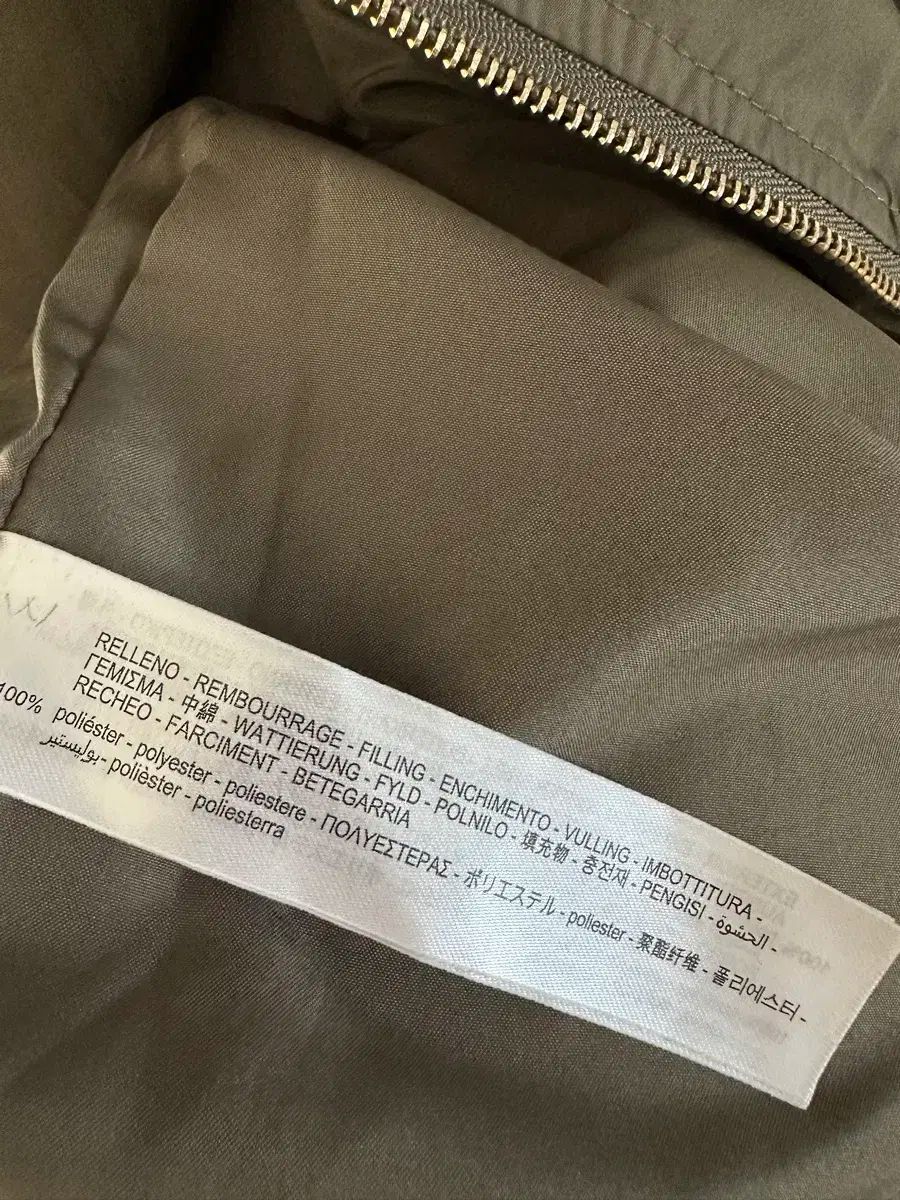 RELLENO - REMBOURRAGE - FILLING - ENCHIMENTO - VULLING - IMBOTTITURA -
ΓΕΜΙΣΜΑ - 中綿 - WATTIERUNG - FYLD - POLNILO - 填充物 - 충전재 - PENGISI - الحشوة -
RECHEO - FARCIMENT - BETEGARRIA
100% poliéster - polyester - poliestere - ΠΟΛΥΕΣΤΕΡΑΣ - ポリエステル - poliester - 聚酯纤维 - 폴리에스터 -
بوليستير - polièster - poliesterra